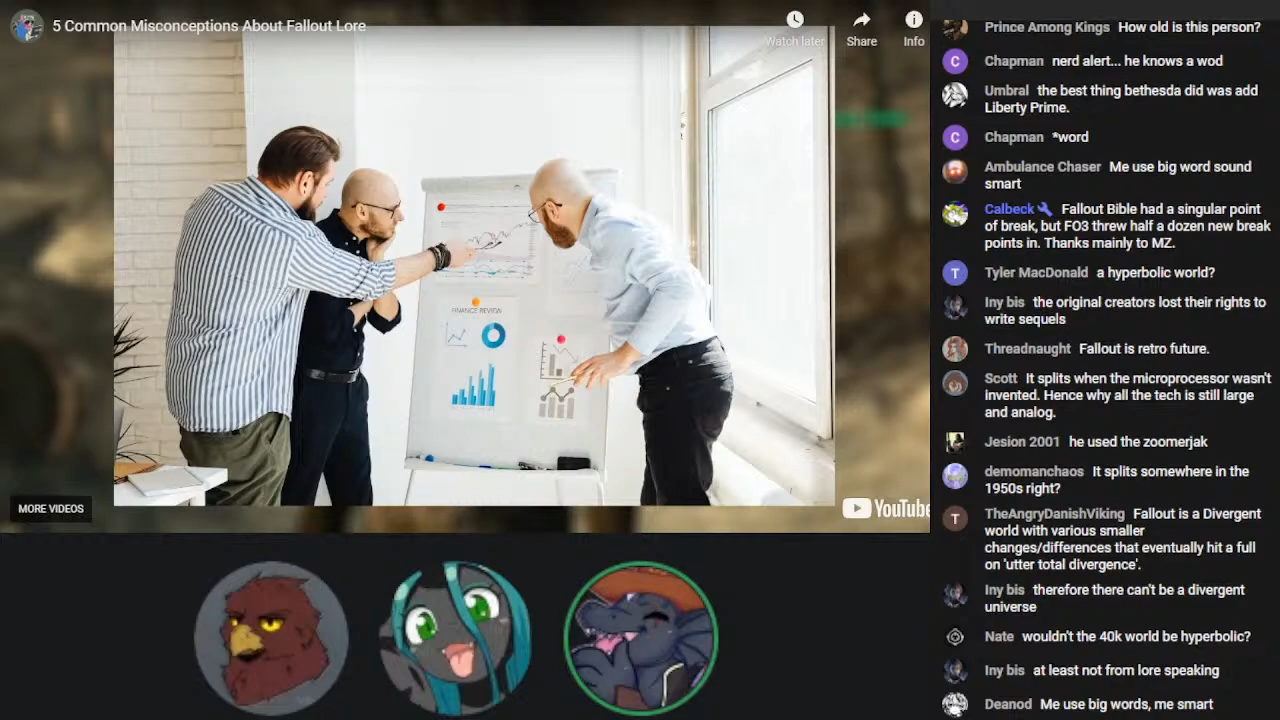 5 Common Misconceptions About Fallout Lore
Watch later
Share
Info
FINANCE REVIEW
MORE VIDEOS
YouTube
Prince Among Kings How old is this person?
C
Chapman nerd alert... he knows a wod
Umbral the best thing bethesda did was add
Liberty Prime.
C
Chapman *word
Ambulance Chaser Me use big word sound
smart
Calbeck Fallout Bible had a singular point
of break, but FO3 threw half a dozen new break
points in. Thanks mainly to MZ.
T
Tyler MacDonald a hyperbolic world?
Iny bis the original creators lost their rights to
write sequels
Threadnaught Fallout is retro future.
Scott It splits when the microprocessor wasn't
invented. Hence why all the tech is still large
and analog.
Jesion 2001 he used the zoomerjak
demomanchaos It splits somewhere in the
1950s right?
T
TheAngryDanishViking Fallout is a Divergent
world with various smaller
changes/differences that eventually hit a full
on 'utter total divergence'.
Iny bis therefore there can't be a divergent
universe
Nate wouldn't the 40k world be hyperbolic?
Iny bis at least not from lore speaking
Deanod Me use big words, me smart